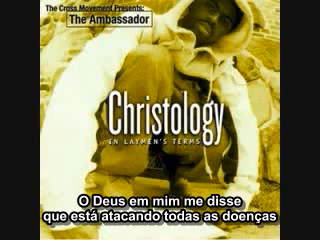 The Cross Movement Presents:
The Ambassador
Christology
IN LAYMEN'S TERMS
O Deus em mim me disse
que está atacando todas as doenças